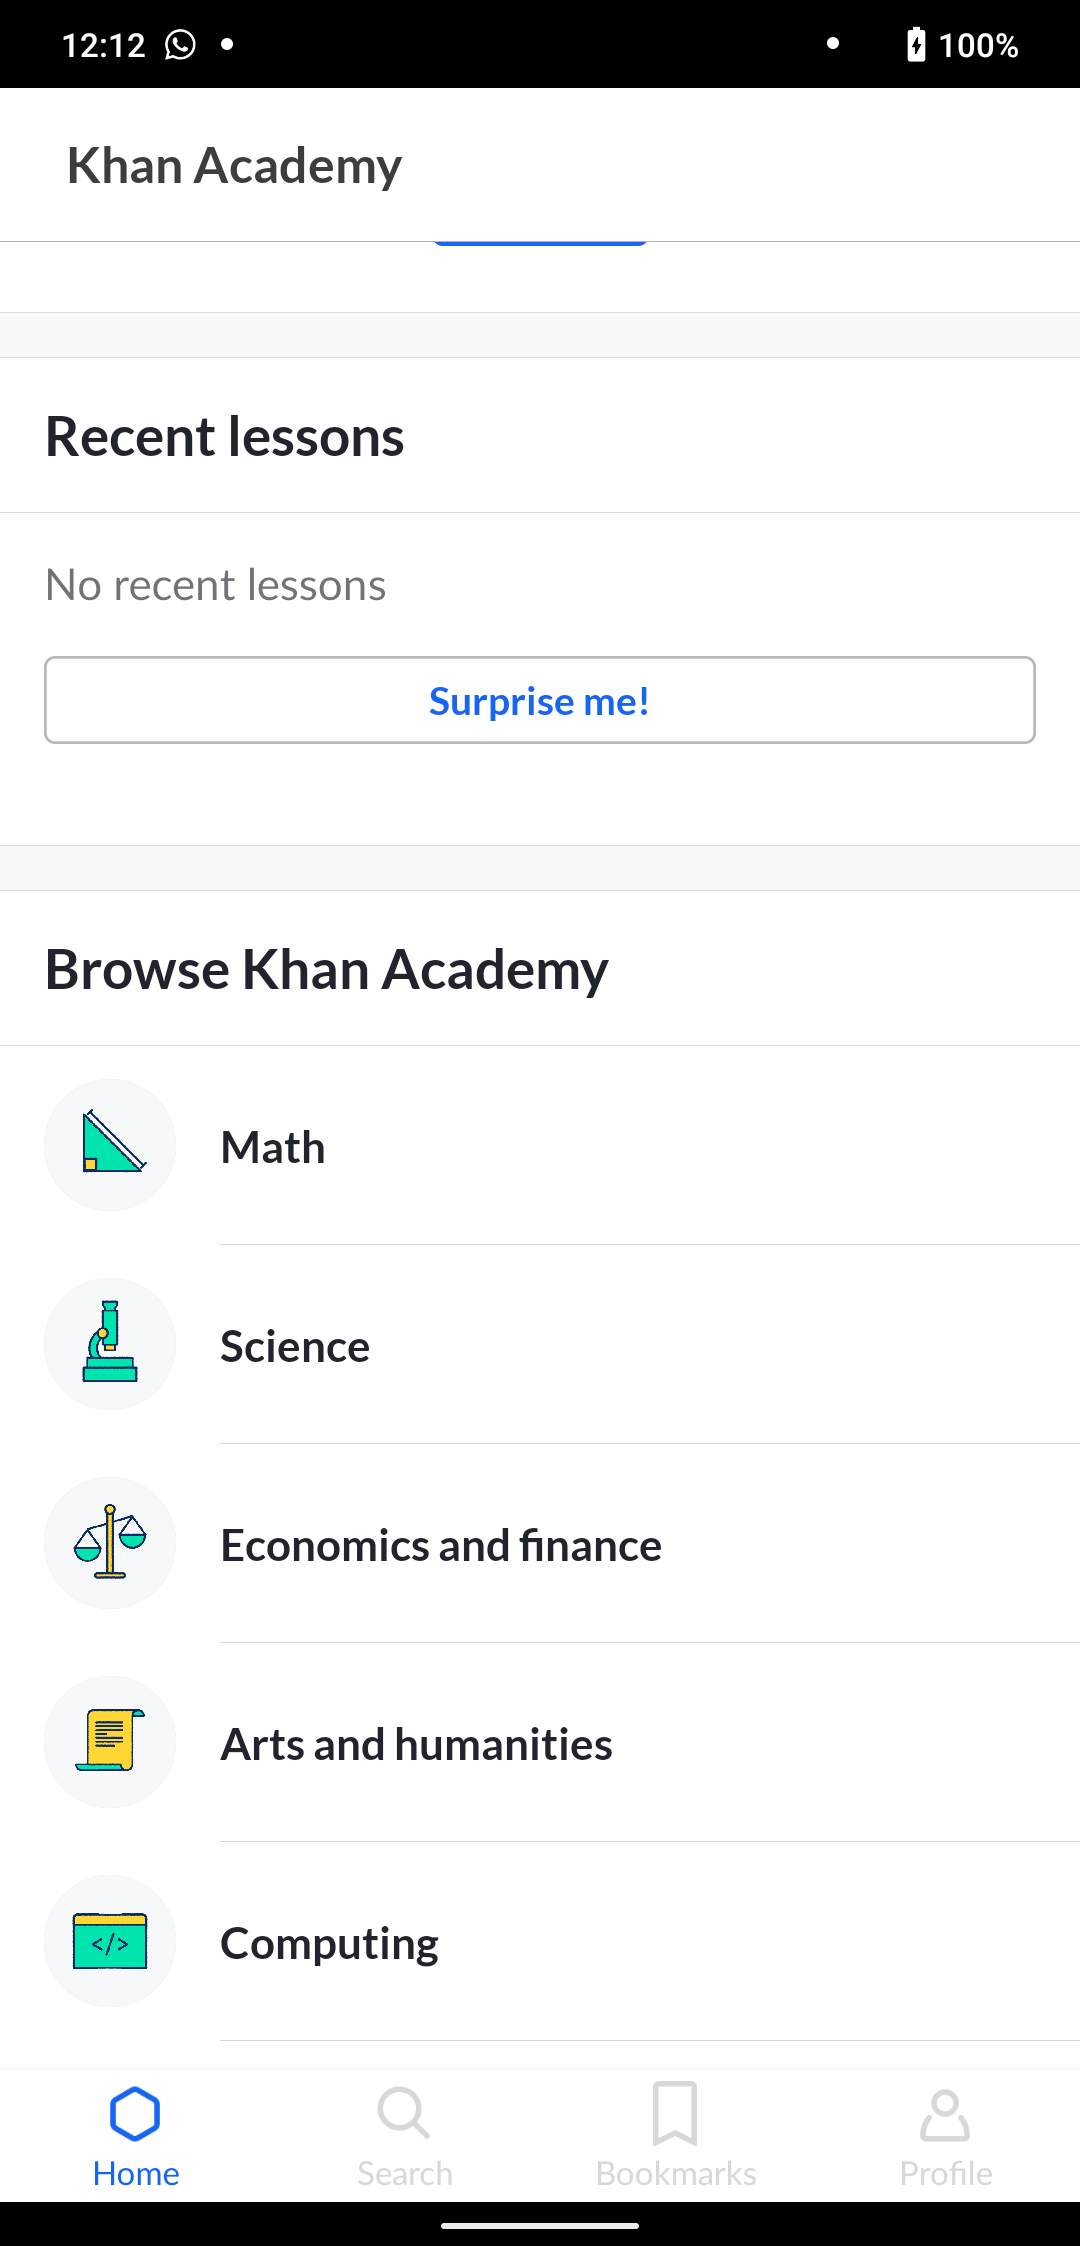 12:12
100%
Khan Academy
Recent lessons
No recent lessons
Surprise me!
Browse Khan Academy
Math
Science
Economics and finance
Arts and humanities
</>
Computing
Home
Search
Bookmarks
Profile